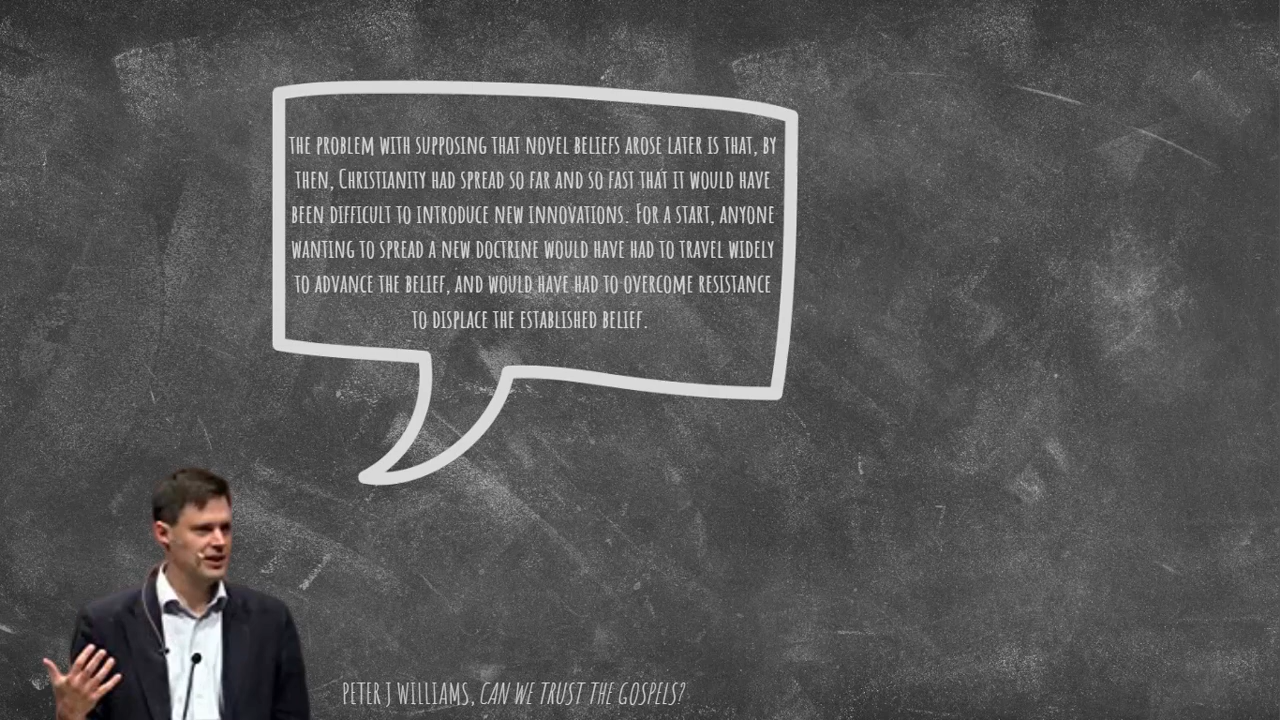 THE PROBLEM WITH SUPPOSING THAT NOVEL BELIEFS AROSE LATER IS THAT, BY
THEN, CHRISTIANITY HAD SPREAD SO FAR AND SO FAST THAT IT WOULD HAVE
BEEN DIFFICULT TO INTRODUCE NEW INNOVATIONS. FOR A START, ANYONE
WANTING TO SPREAD A NEW DOCTRINE WOULD HAVE HAD TO TRAVEL WIDELY
TO ADVANCE THE BELIEF, AND WOULD HAVE HAD TO OVERCOME RESISTANCE
TO DISPLACE THE ESTABLISHED BELIEF.
PETER J WILLIAMS, CAN WE TRUST THE GOSPELS?